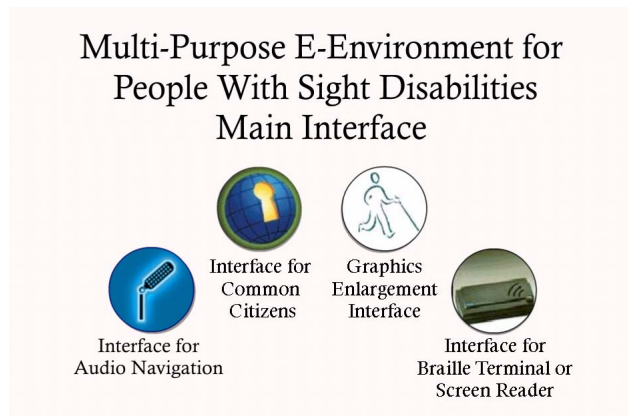 Multi-Purpose E-Environment for
People With Sight Disabilities
Main Interface
Interface for
Audio Navigation
Interface for
Common
Citizens
Graphics
Enlargement
Interface
Interface for
Braille Terminal or
Screen Reader